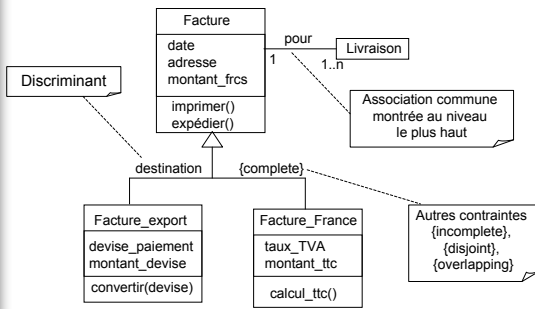 Facture
date
adresse
montant_frcs
imprimer()
expédier()
pour
1
1..n
Livraison
Discriminant
Association commune
montrée au niveau
le plus haut
destination
{complete}
Facture_export
devise_paiement
montant_devise
convertir(devise)
Facture_France
taux_TVA
montant_ttc
calcul_ttc()
Autres contraintes
{incomplete},
{disjoint},
{overlapping}